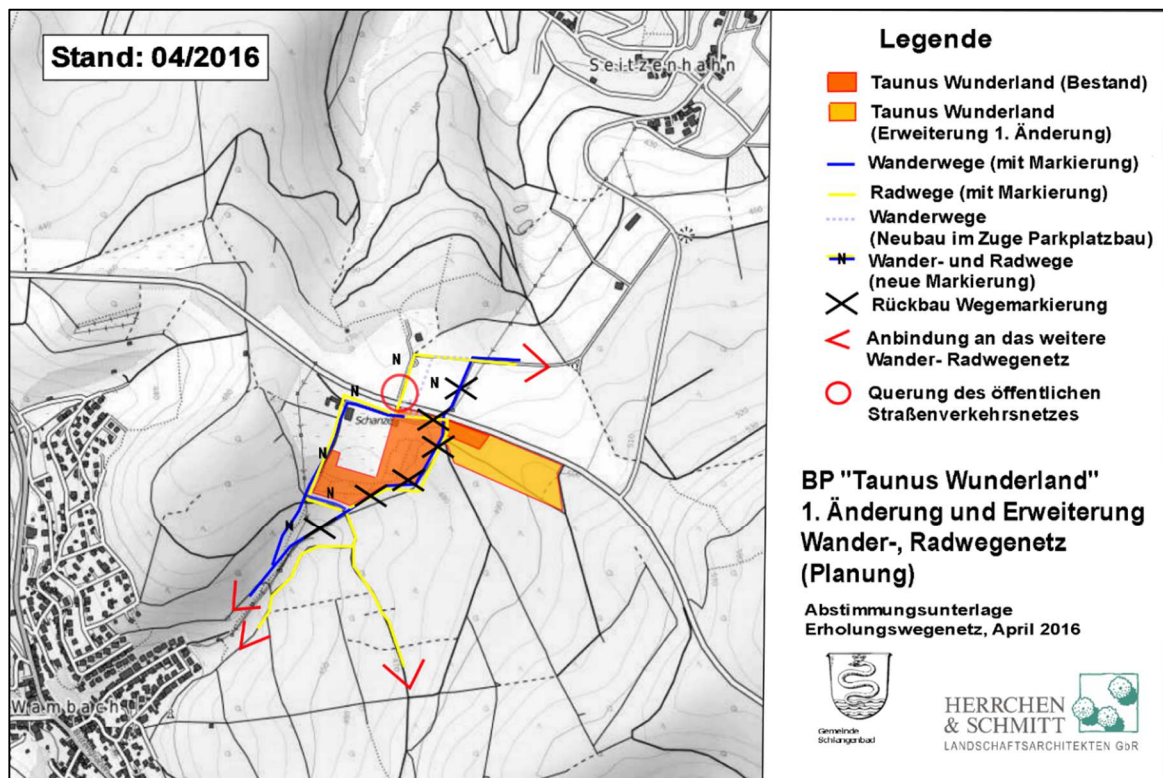 Stand: 04/2016
Seitzenhahn
Schanze
Wambach
N
N
N
N
N
N
Legende
Taunus Wunderland (Bestand)
Taunus Wunderland
(Erweiterung 1. Änderung)
Wanderwege (mit Markierung)
Radwege (mit Markierung)
Wanderwege
(Neubau im Zuge Parkplatzbau)
N Wander- und Radwege
(neue Markierung)
Rückbau Wegemarkierung
Anbindung an das weitere
Wander- Radwegenetz
Querung des öffentlichen
Straßenverkehrsnetzes
BP "Taunus Wunderland"
1. Änderung und Erweiterung
Wander-, Radwegenetz
(Planung)
Abstimmungsunterlage
Erholungswegenetz, April 2016
Gemeinde
Schlangenbad
HERRCHEN
& SCHMITT
LANDSCHAFTSARCHITEKTEN GbR